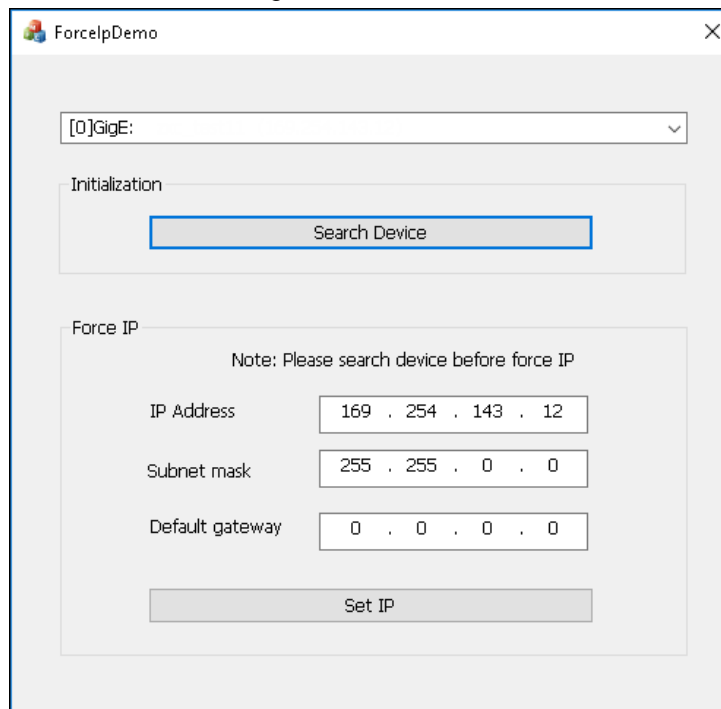 ForceIpDemo
[0]GigE:
Initialization
Search Device
Force IP
Note: Please search device before force IP
IP Address 169 . 254 . 143 . 12
Subnet mask 255 . 255 . 0 . 0
Default gateway 0 . 0 . 0 . 0
Set IP